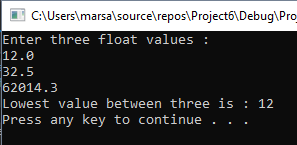 C:\Users\marsa\source\repos\Project6\Debug\Pro
Enter three float values :
12.0
32.5
62014.3
Lowest value between three is : 12
Press any key to continue . . .